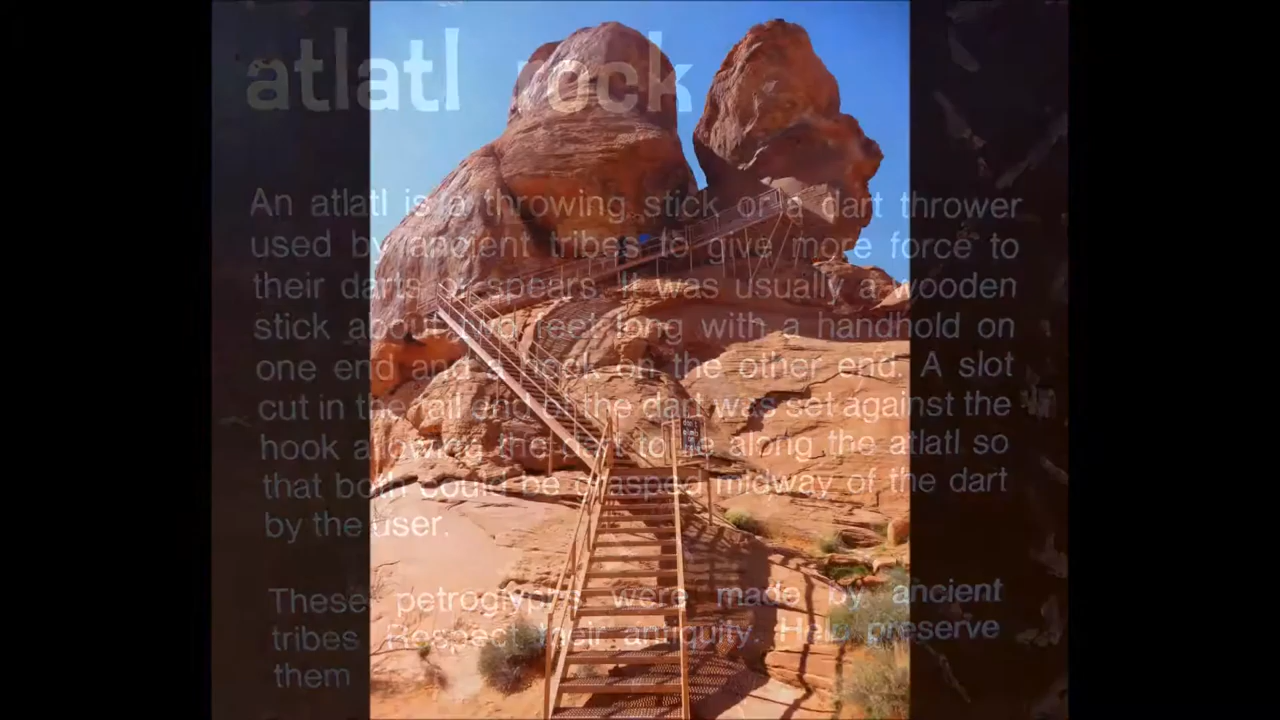 atlatl rock
An atlatl is a throwing stick or a dart thrower
used by ancient tribes to give more force to
their darts or spears. It was usually a wooden
stick about two feet long with a handhold on
one end and a hook on the other end. A slot
cut in the tail end of the dart was set against the
hook allowing the dart to lie along the atlatl so
that both could be grasped midway of the dart
by the user.
These petroglyphs were made by ancient
tribes Respect their antiquity. Help preserve
them